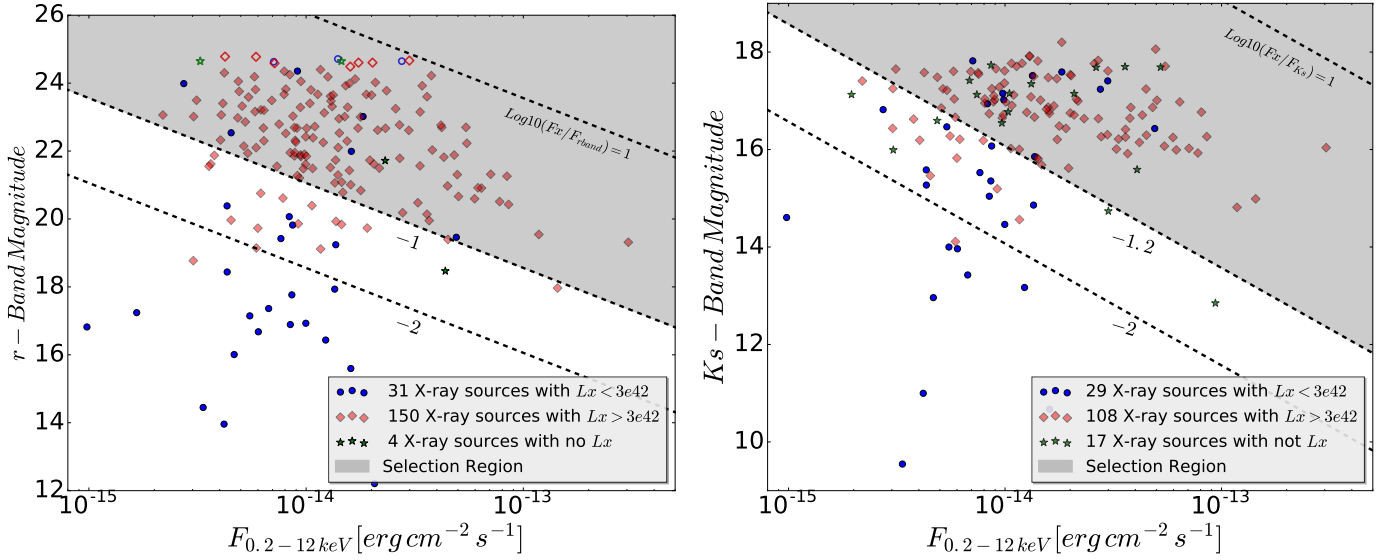 26
24
22
20
18
16
14
12
r − Band Magnitude
Log10(Fx/F_rband)=1
−1
−2
31 X-ray sources with Lx<3e42
150 X-ray sources with Lx>3e42
4 X-ray sources with no Lx
Selection Region
10^-15
10^-14
10^-13
F_0.2−12 keV [erg cm^−2 s^−1]
18
16
14
12
10
Ks − Band Magnitude
Log10(Fx/F_Ks)=1
−1.2
−2
29 X-ray sources with Lx<3e42
108 X-ray sources with Lx>3e42
17 X-ray sources with not Lx
Selection Region
10^-15
10^-14
10^-13
F_0.2−12 keV [erg cm^−2 s^−1]